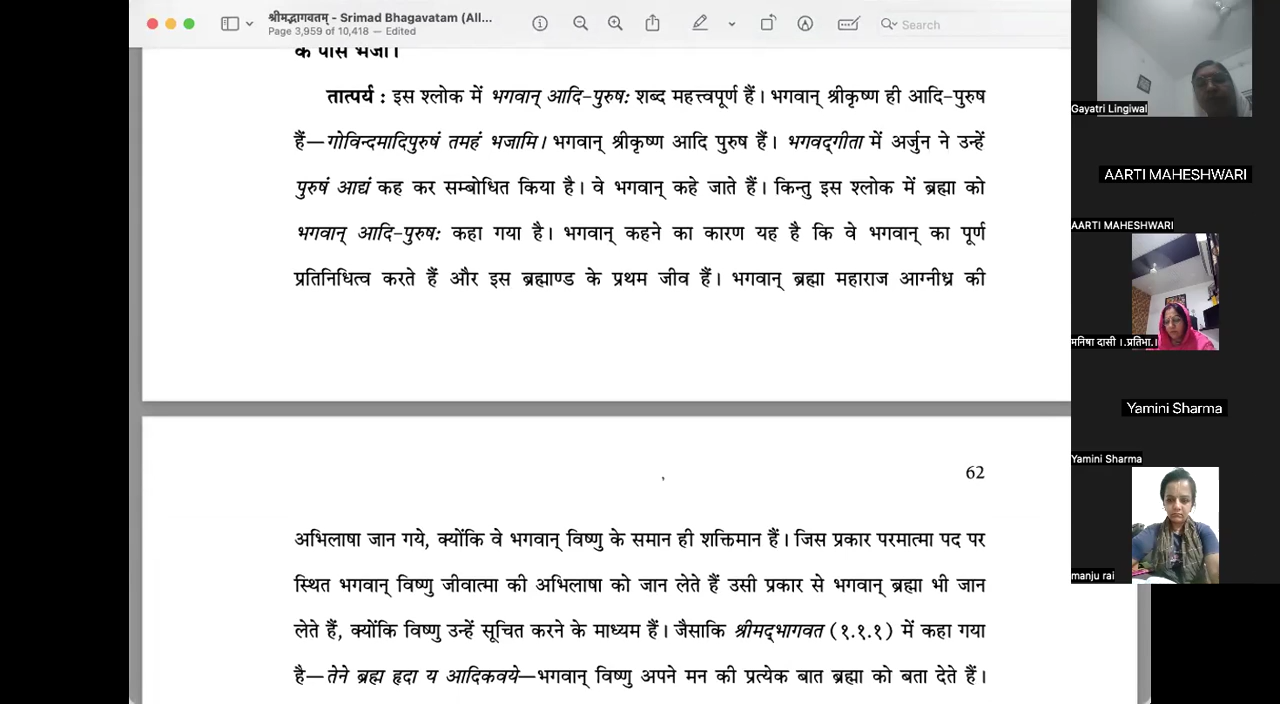 श्रीमद्भागवतम् - Srimad Bhagavatam (All...
Page 3,959 of 10,418 — Edited
Search
के पास भेजा।
तात्पर्य : इस श्लोक में भगवान् आदि-पुरुषः शब्द महत्त्वपूर्ण हैं। भगवान् श्रीकृष्ण ही आदि-पुरुष
हैं—गोविन्दमादिपुरुषं तमहं भजामि। भगवान् श्रीकृष्ण आदि पुरुष हैं। भगवद्गीता में अर्जुन ने उन्हें
पुरुषं आद्यं कह कर सम्बोधित किया है। वे भगवान् कहे जाते हैं। किन्तु इस श्लोक में ब्रह्मा को
भगवान् आदि-पुरुषः कहा गया है। भगवान् कहने का कारण यह है कि वे भगवान् का पूर्ण
प्रतिनिधित्व करते हैं और इस ब्रह्माण्ड के प्रथम जीव हैं। भगवान् ब्रह्मा महाराज आग्नीध्र की
62
अभिलाषा जान गये, क्योंकि वे भगवान् विष्णु के समान ही शक्तिमान हैं। जिस प्रकार परमात्मा पद पर
स्थित भगवान् विष्णु जीवात्मा की अभिलाषा को जान लेते हैं उसी प्रकार से भगवान् ब्रह्मा भी जान
लेते हैं, क्योंकि विष्णु उन्हें सूचित करने के माध्यम हैं। जैसाकि श्रीमद्भागवत (१.१.१) में कहा गया
है—तेने ब्रह्म हृदा य आदिकवये—भगवान् विष्णु अपने मन की प्रत्येक बात ब्रह्मा को बता देते हैं।
Gayatri Lingiwal
AARTI MAHESHWARI
AARTI MAHESHWARI
मनिषा दासी ।.प्रतिभा.।
Yamini Sharma
Yamini Sharma
manju rai